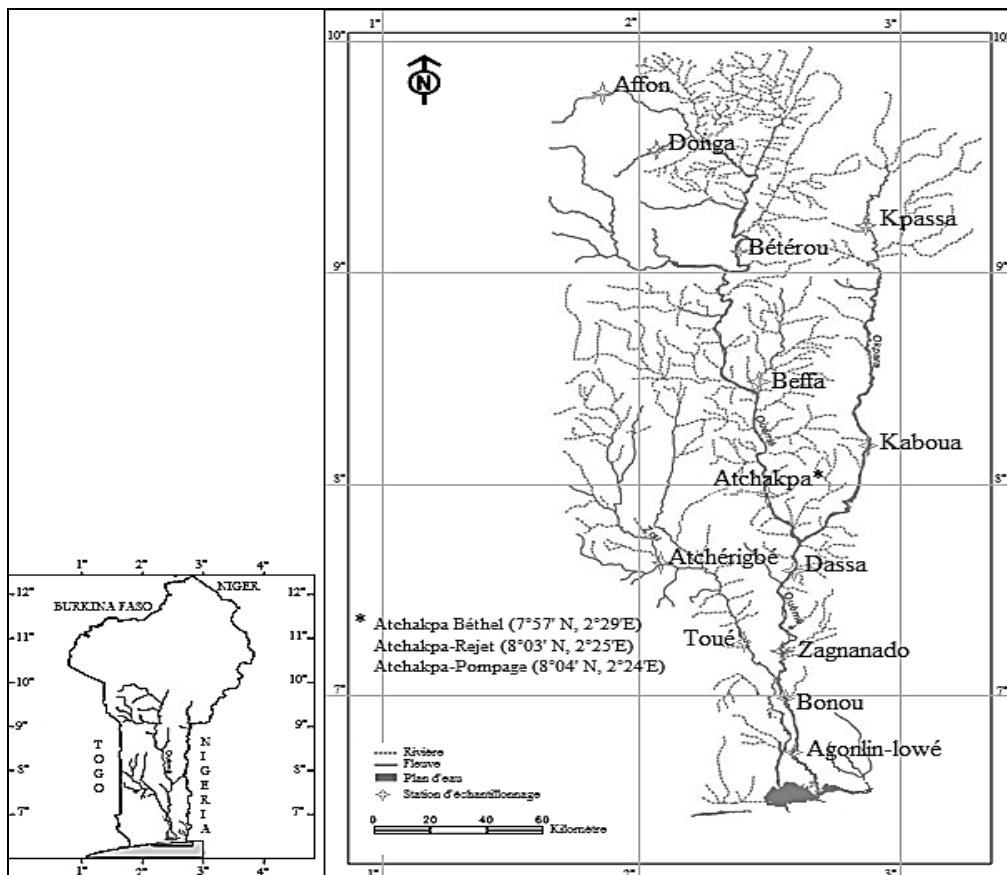 1° 2° 3°
10° 10°
N
Affon
Donga
Kpassa
Bétérou
9° 9°
Okpara
Beffa
Ouémé
Kaboua
Atchakpa*
8° 8°
Zou
Atchérigbé
Dassa
Ouémé
* Atchakpa Béthel (7°57' N, 2°29'E)
Atchakpa-Rejet (8°03' N, 2°25'E)
Atchakpa-Pompage (8°04' N, 2°24'E)
Toué
Zagnanado
7° 7°
Bonou
Agonlin-lowé
Rivière
Fleuve
Plan d'eau
Station d'échantillonnage
0 20 40 60
Kilomètre
1° 2° 3°
1° 2° 3° 4°
12° 12°
NIGER
BURKINA FASO
11° 11°
10° 10°
9° 9°
TOGO
NIGERIA
8° 8°
7° 7°
1° 2° 3° 4°